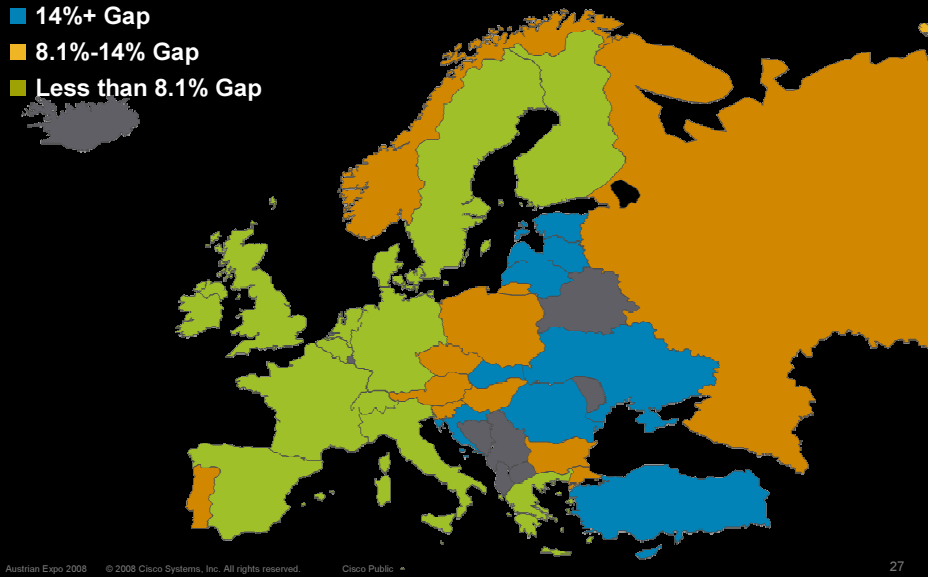 14%+ Gap
8.1%-14% Gap
Less than 8.1% Gap
Austrian Expo 2008 © 2008 Cisco Systems, Inc. All rights reserved. Cisco Public 27